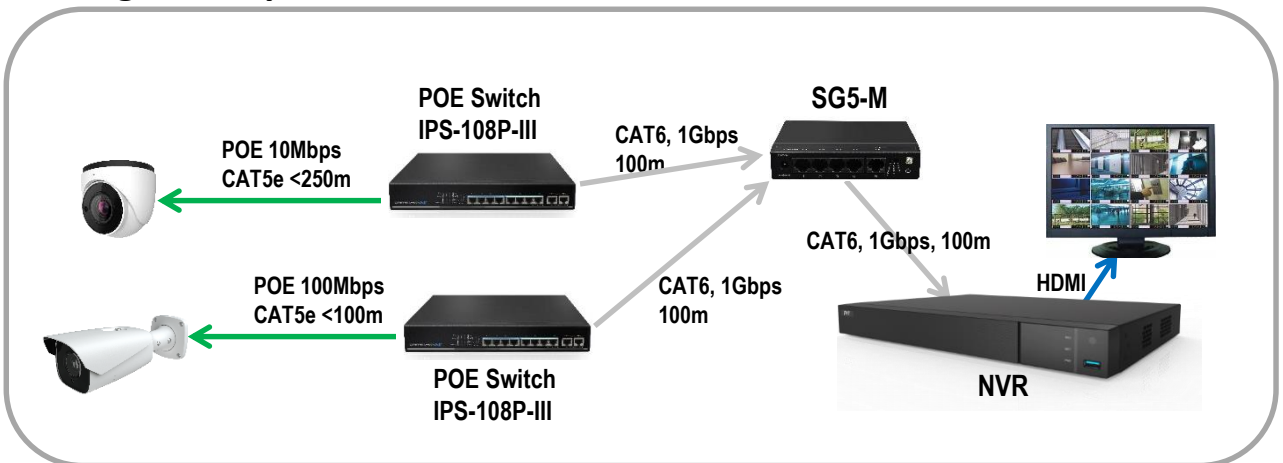 POE Switch
IPS-108P-III
SG5-M
POE 10Mbps
CAT5e <250m
CAT6, 1Gbps
100m
CAT6, 1Gbps, 100m
POE 100Mbps
CAT5e <100m
CAT6, 1Gbps
100m
HDMI
POE Switch
IPS-108P-III
NVR